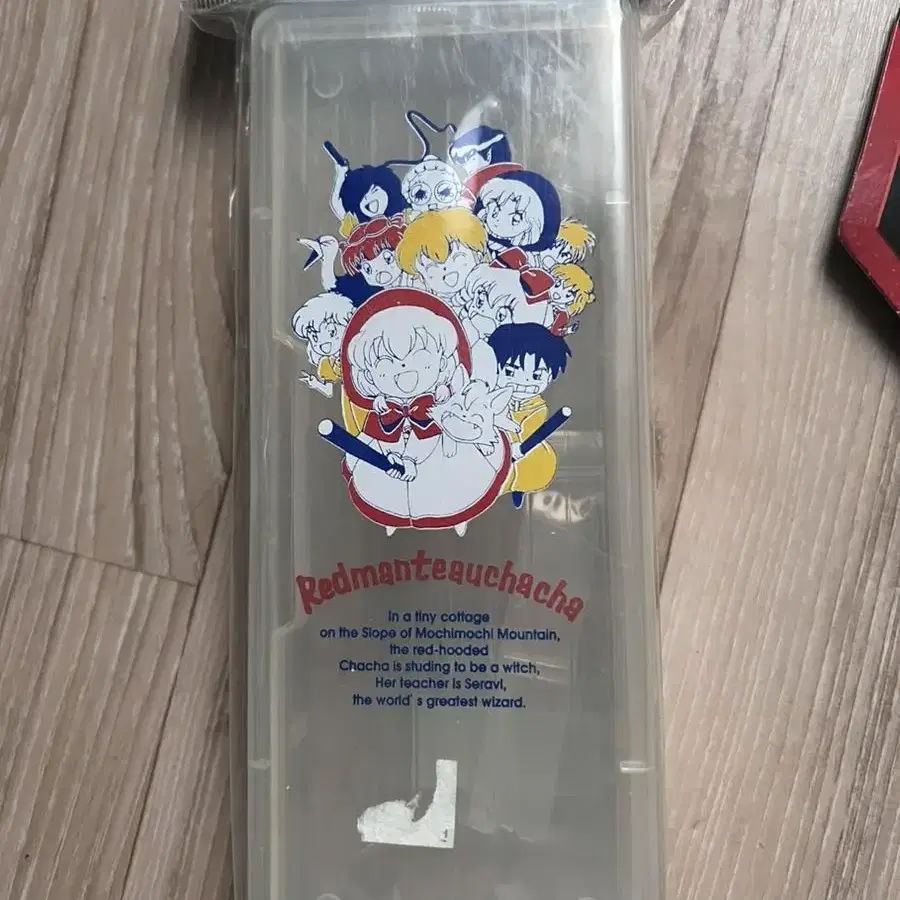 Redmanteauchacha
In a tiny cottage
on the Slope of Mochimochi Mountain,
the red-hooded
Chacha is studing to be a witch,
Her teacher is Seravi,
the world's greatest wizard.